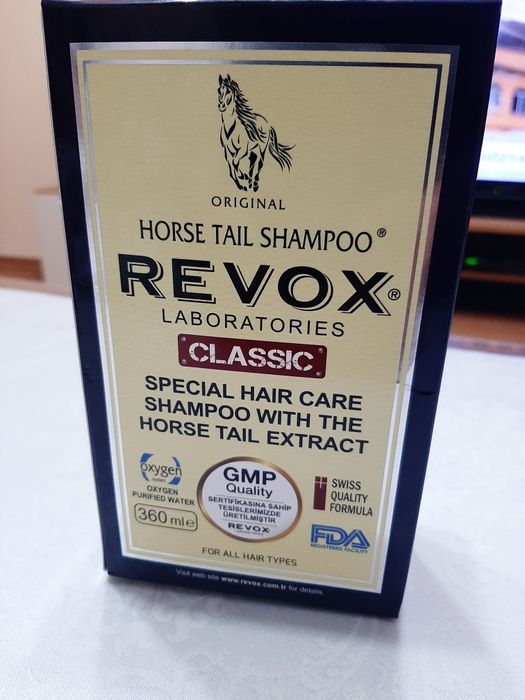 ORIGINAL
HORSE TAIL SHAMPOO®
REVOX®
LABORATORIES
CLASSIC
SPECIAL HAIR CARE
SHAMPOO WITH THE
HORSE TAIL EXTRACT
oxygen
system
OXYGEN
PURIFIED WATER
360 ml e
GMP
Quality
SERTİFİKASINA SAHİP
TESİSLERİMİZDE
ÜRETİLMİŞTİR
REVOX
SWISS
QUALITY
FORMULA
FDA
REGISTERED FACILITY
FOR ALL HAIR TYPES
Visit web site www.revox.com.tr for details.